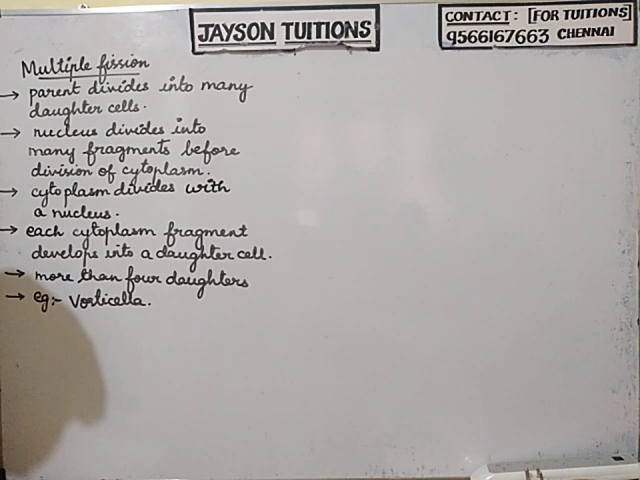 JAYSON TUITIONS
CONTACT: [FOR TUITIONS]
9566167663 CHENNAI
Multiple fission
→ parent divides into many
daughter cells.
→ nucleus divides into
many fragments before
division of cytoplasm.
→ cytoplasm divides with
a nucleus.
→ each cytoplasm fragment
develops into a daughter cell.
→ more than four daughters
→ eg:- Vorticella.